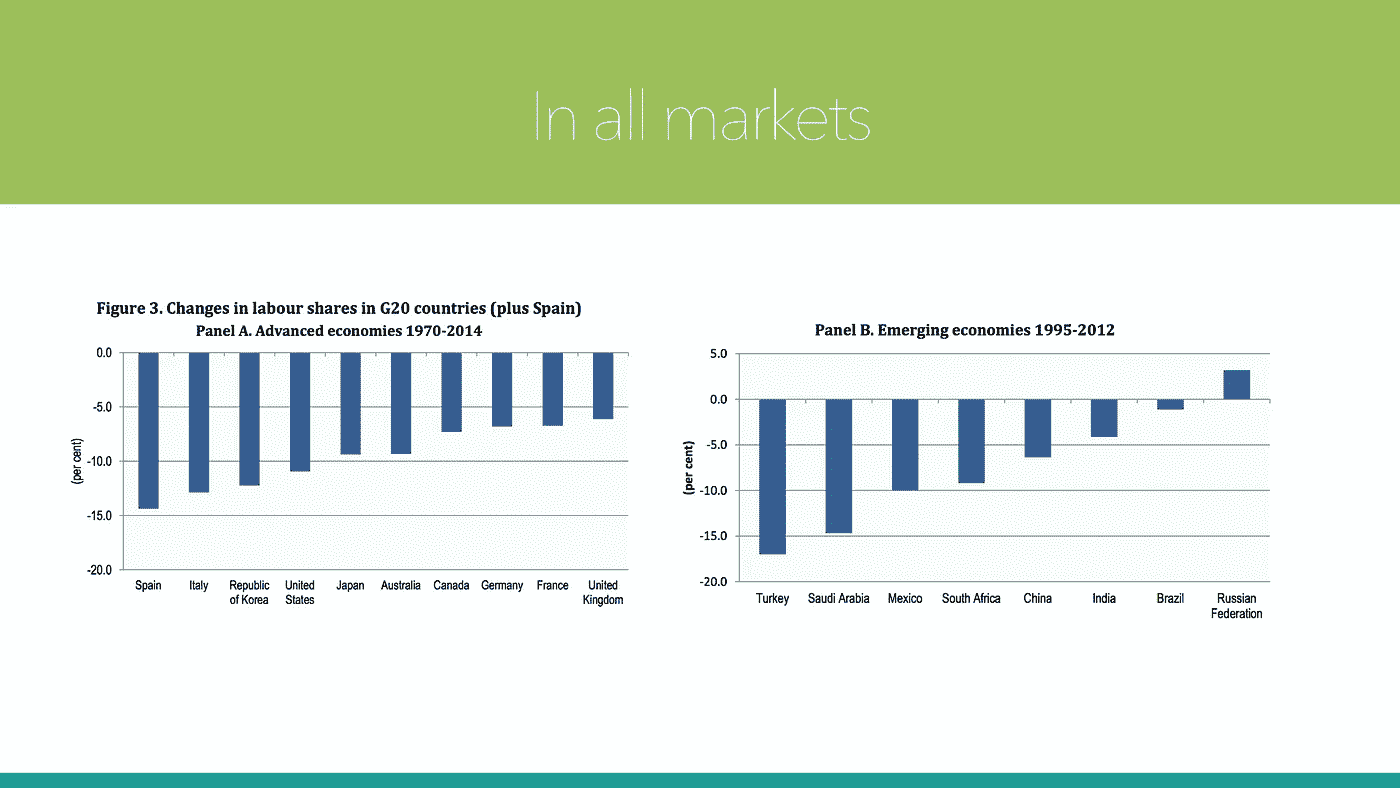 In all markets
Figure 3. Changes in labour shares in G20 countries (plus Spain)
Panel A. Advanced economies 1970-2014
0.0
-5.0
-10.0
-15.0
-20.0
(per cent)
Spain
Italy
Republic
of Korea
United
States
Japan
Australia
Canada
Germany
France
United
Kingdom
Panel B. Emerging economies 1995-2012
5.0
0.0
-5.0
-10.0
-15.0
-20.0
(per cent)
Turkey
Saudi Arabia
Mexico
South Africa
China
India
Brazil
Russian
Federation